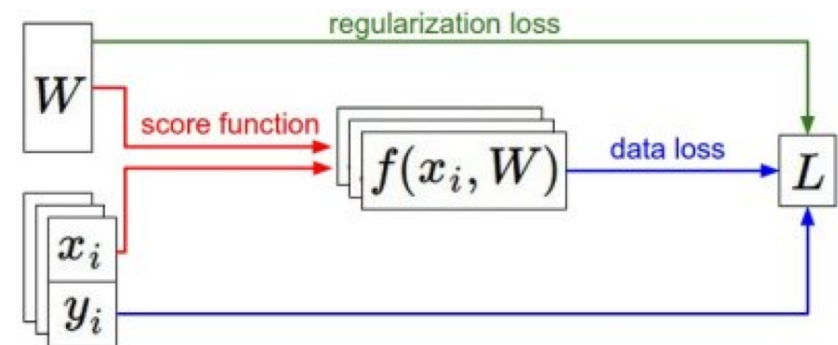 regularization loss
W
score function
f(x_i, W)
data loss
L
x_i
y_i